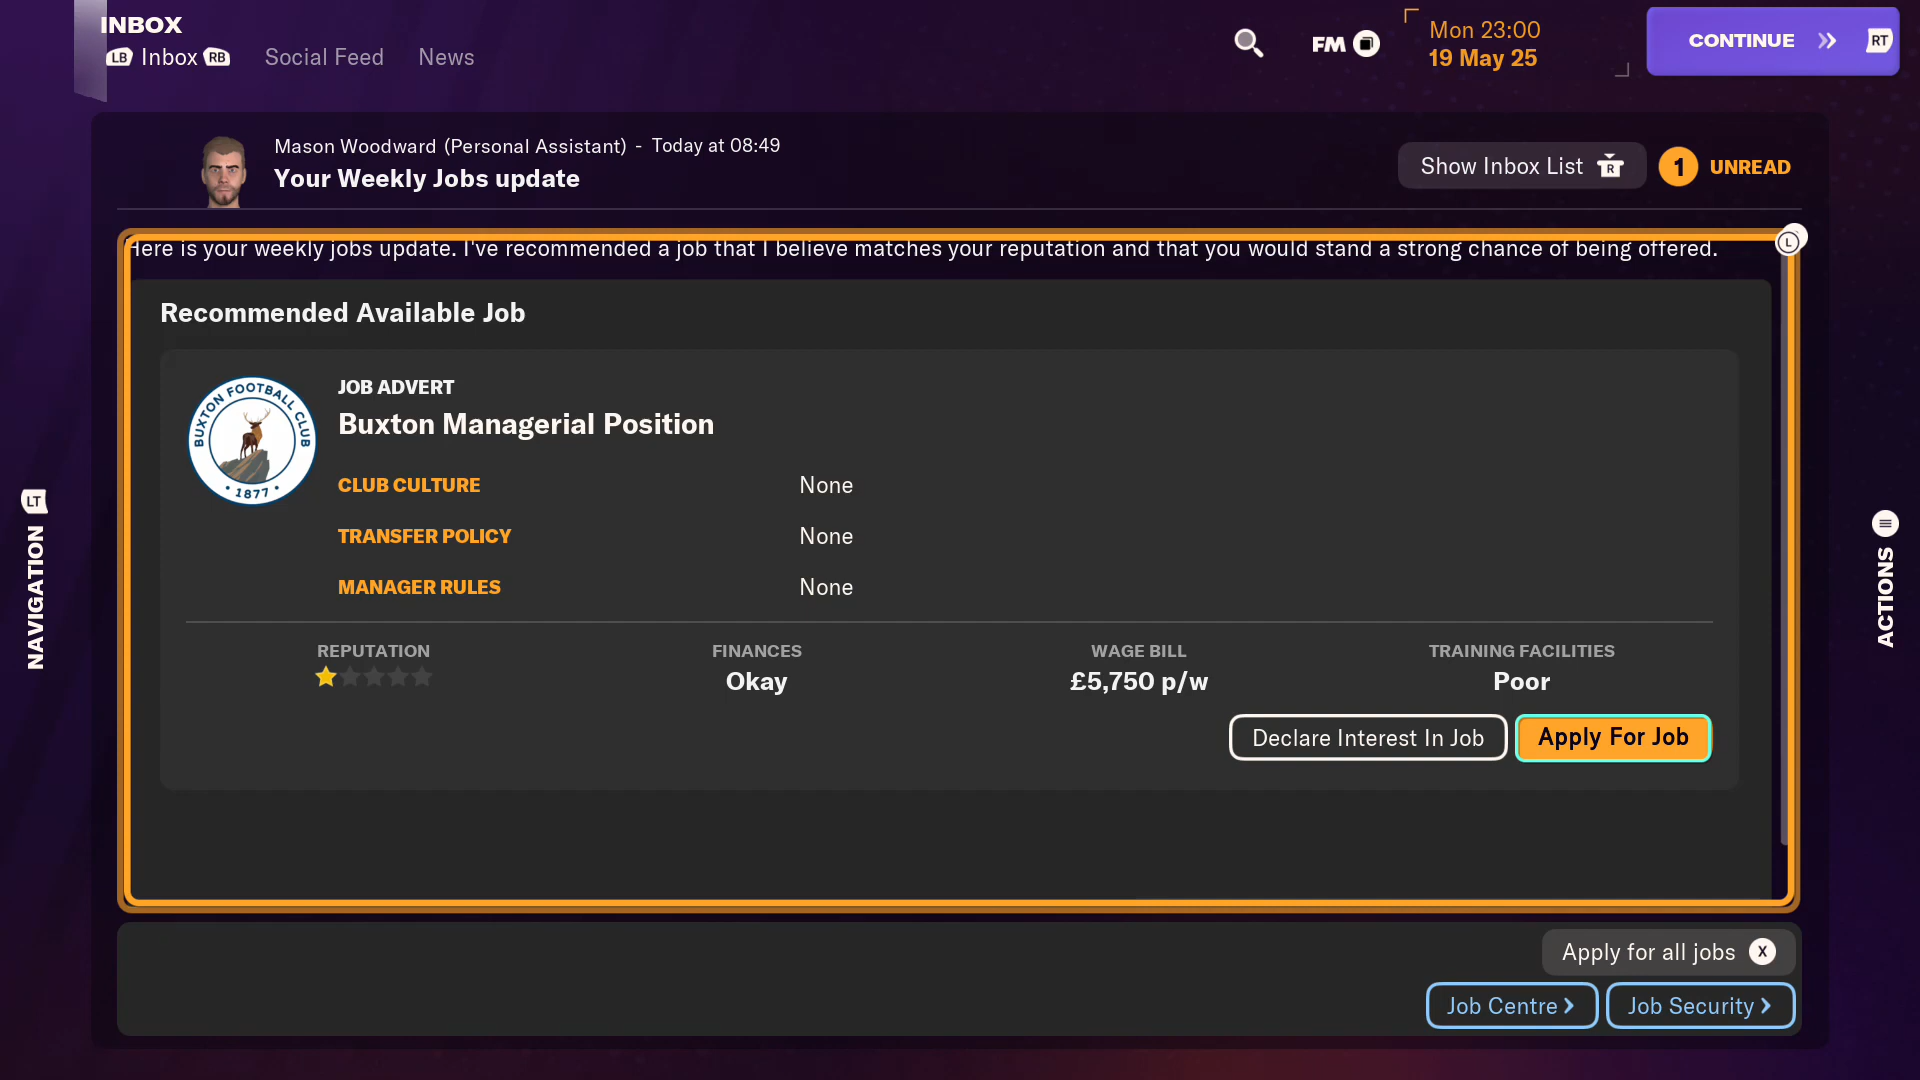 INBOX
LB Inbox RB Social Feed News
FM
Mon 23:00
19 May 25
CONTINUE RT
Mason Woodward (Personal Assistant) - Today at 08:49
Your Weekly Jobs update
Show Inbox List R
1 UNREAD
L
Here is your weekly jobs update. I've recommended a job that I believe matches your reputation and that you would stand a strong chance of being offered.
Recommended Available Job
BUXTON FOOTBALL CLUB
• 1877 •
JOB ADVERT
Buxton Managerial Position
CLUB CULTURE None
TRANSFER POLICY None
MANAGER RULES None
REPUTATION FINANCES WAGE BILL TRAINING FACILITIES
Okay £5,750 p/w Poor
Declare Interest In Job Apply For Job
Apply for all jobs X
Job Centre Job Security
LT
NAVIGATION
ACTIONS